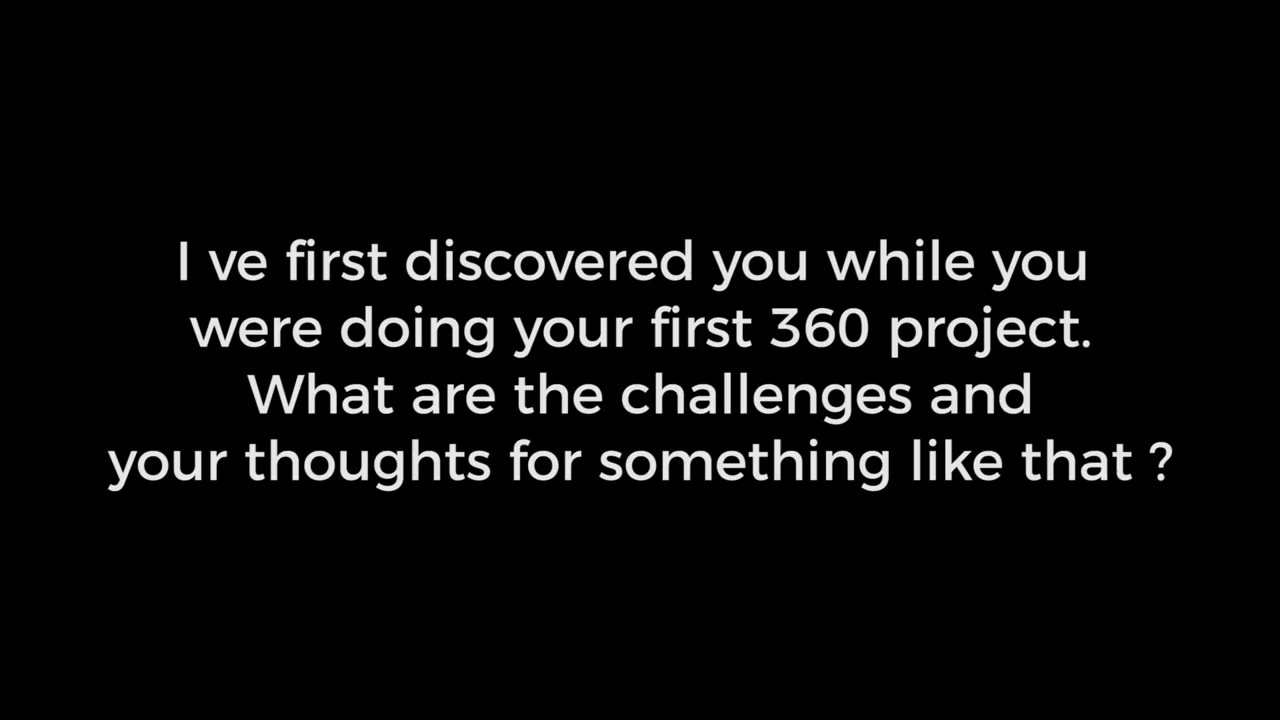 I ve first discovered you while you
were doing your first 360 project.
What are the challenges and
your thoughts for something like that ?